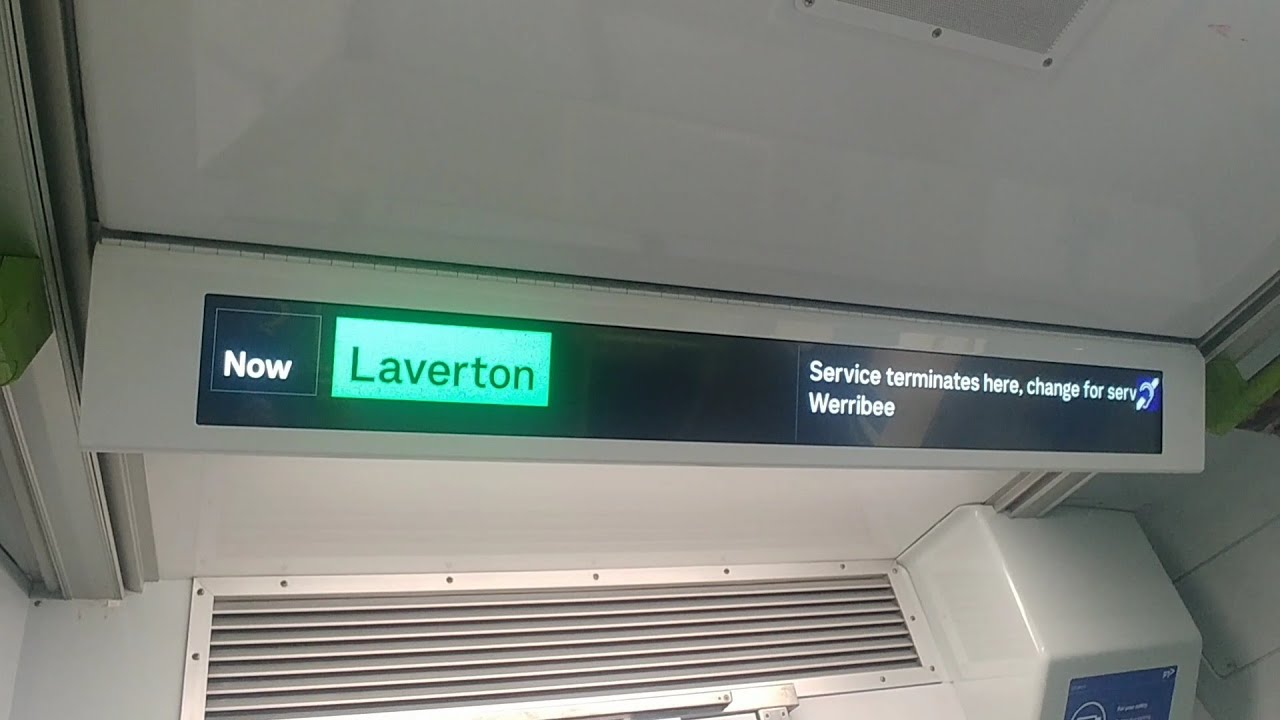 Now
Laverton
Service terminates here, change for serv
Werribee